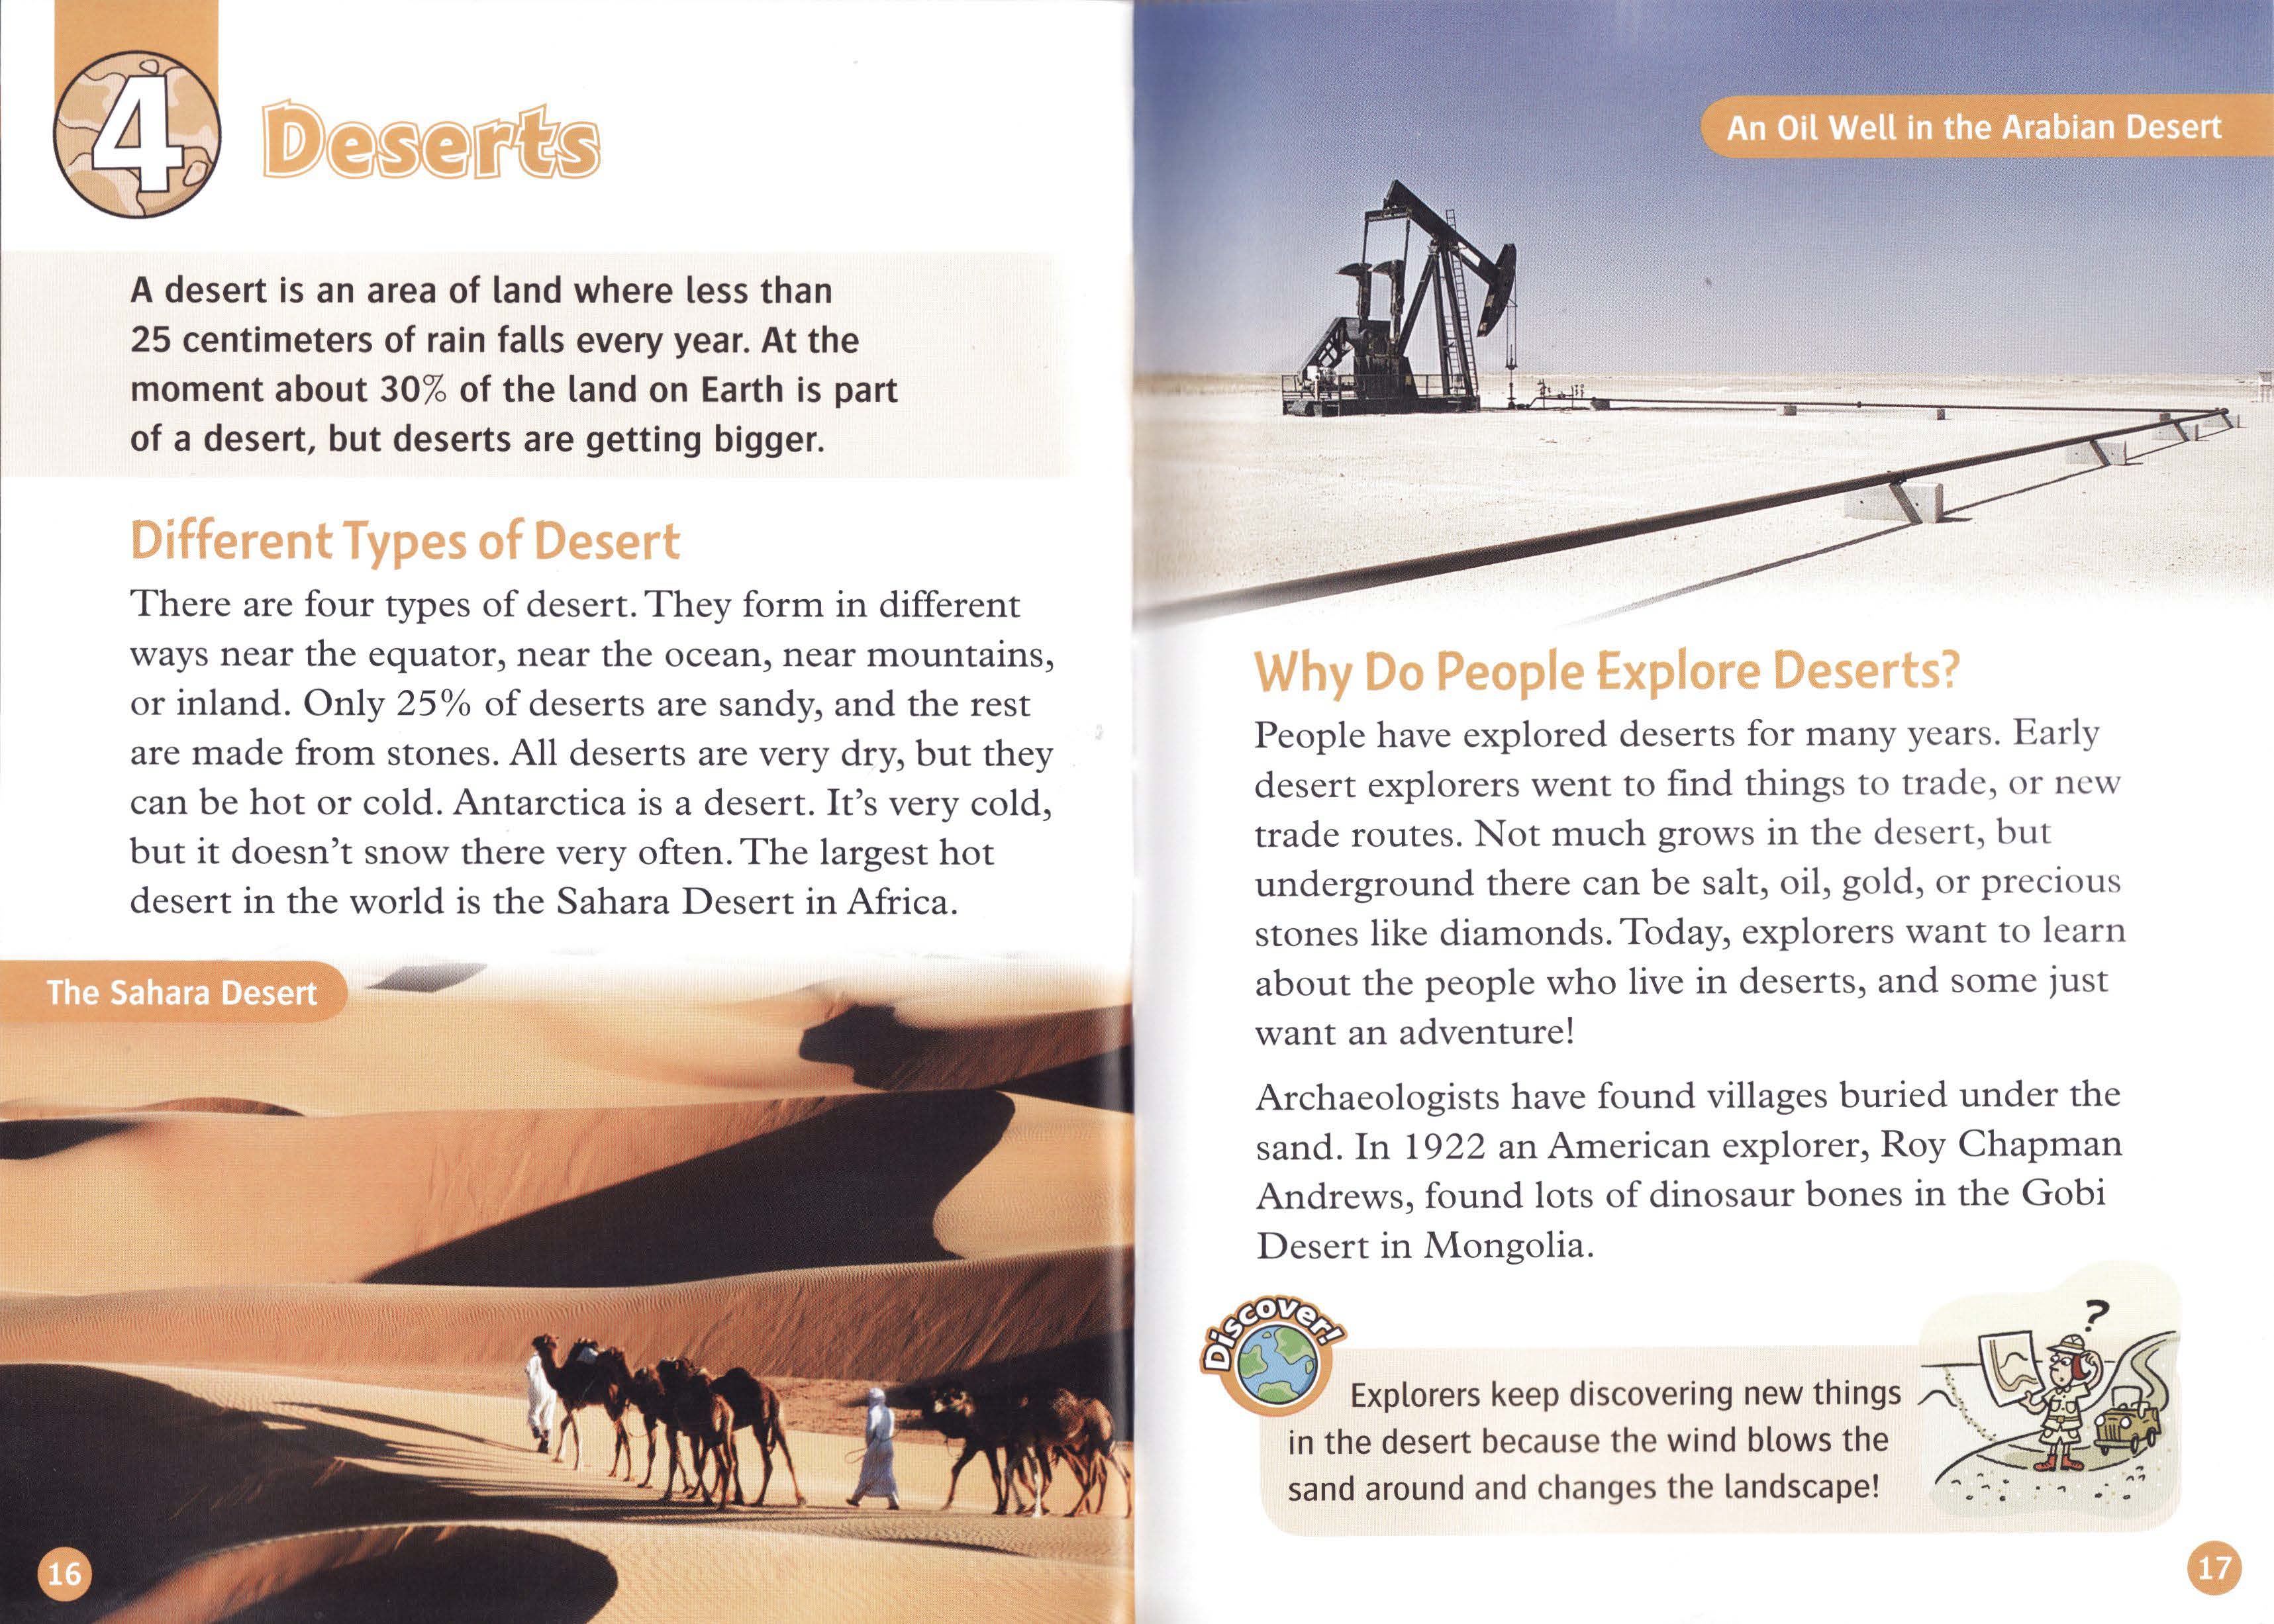 4
Deserts
A desert is an area of land where less than
25 centimeters of rain falls every year. At the
moment about 30% of the land on Earth is part
of a desert, but deserts are getting bigger.
Different Types of Desert
There are four types of desert. They form in different
ways near the equator, near the ocean, near mountains,
or inland. Only 25% of deserts are sandy, and the rest
are made from stones. All deserts are very dry, but they
can be hot or cold. Antarctica is a desert. It's very cold,
but it doesn't snow there very often. The largest hot
desert in the world is the Sahara Desert in Africa.
The Sahara Desert
16
An Oil Well in the Arabian Desert
Why Do People Explore Deserts?
People have explored deserts for many years. Early
desert explorers went to find things to trade, or new
trade routes. Not much grows in the desert, but
underground there can be salt, oil, gold, or precious
stones like diamonds. Today, explorers want to learn
about the people who live in deserts, and some just
want an adventure!
Archaeologists have found villages buried under the
sand. In 1922 an American explorer, Roy Chapman
Andrews, found lots of dinosaur bones in the Gobi
Desert in Mongolia.
Discover!
Explorers keep discovering new things
in the desert because the wind blows the
sand around and changes the landscape!
?
17